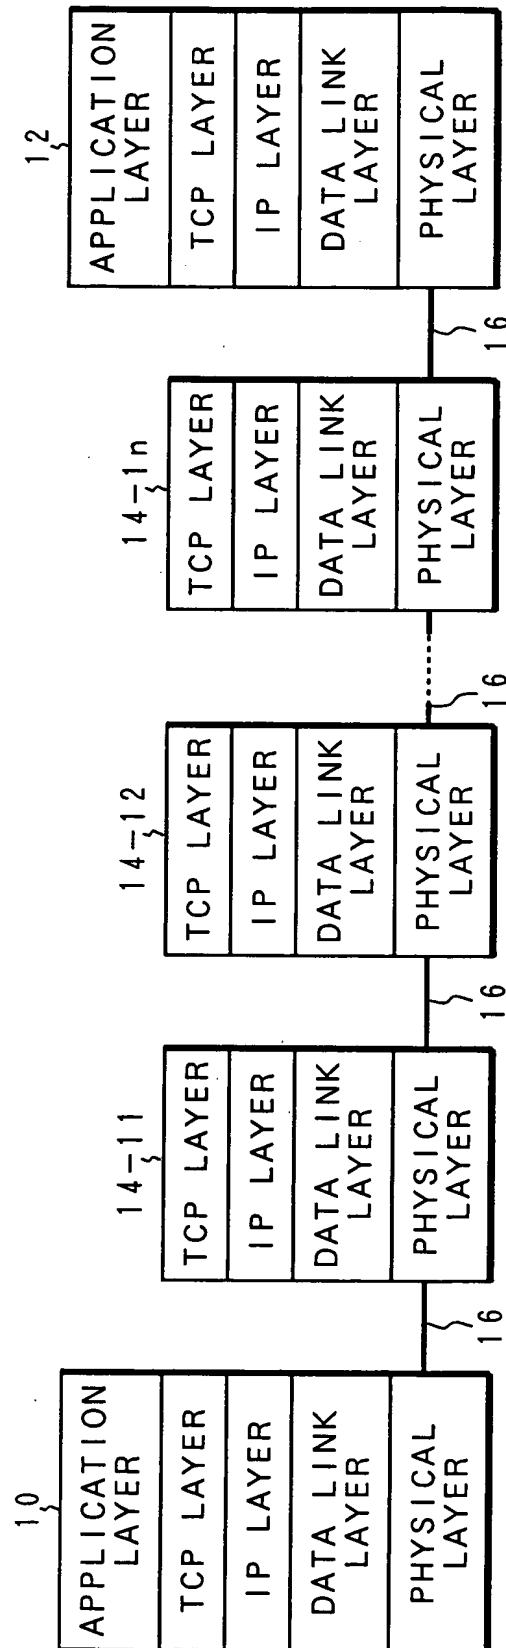 10
APPLICATION
LAYER
TCP LAYER
IP LAYER
DATA LINK
LAYER
PHYSICAL
LAYER
16
14-11
TCP LAYER
IP LAYER
DATA LINK
LAYER
PHYSICAL
LAYER
16
14-12
TCP LAYER
IP LAYER
DATA LINK
LAYER
PHYSICAL
LAYER
16
14-1n
TCP LAYER
IP LAYER
DATA LINK
LAYER
PHYSICAL
LAYER
16
12
APPLICATION
LAYER
TCP LAYER
IP LAYER
DATA LINK
LAYER
PHYSICAL
LAYER